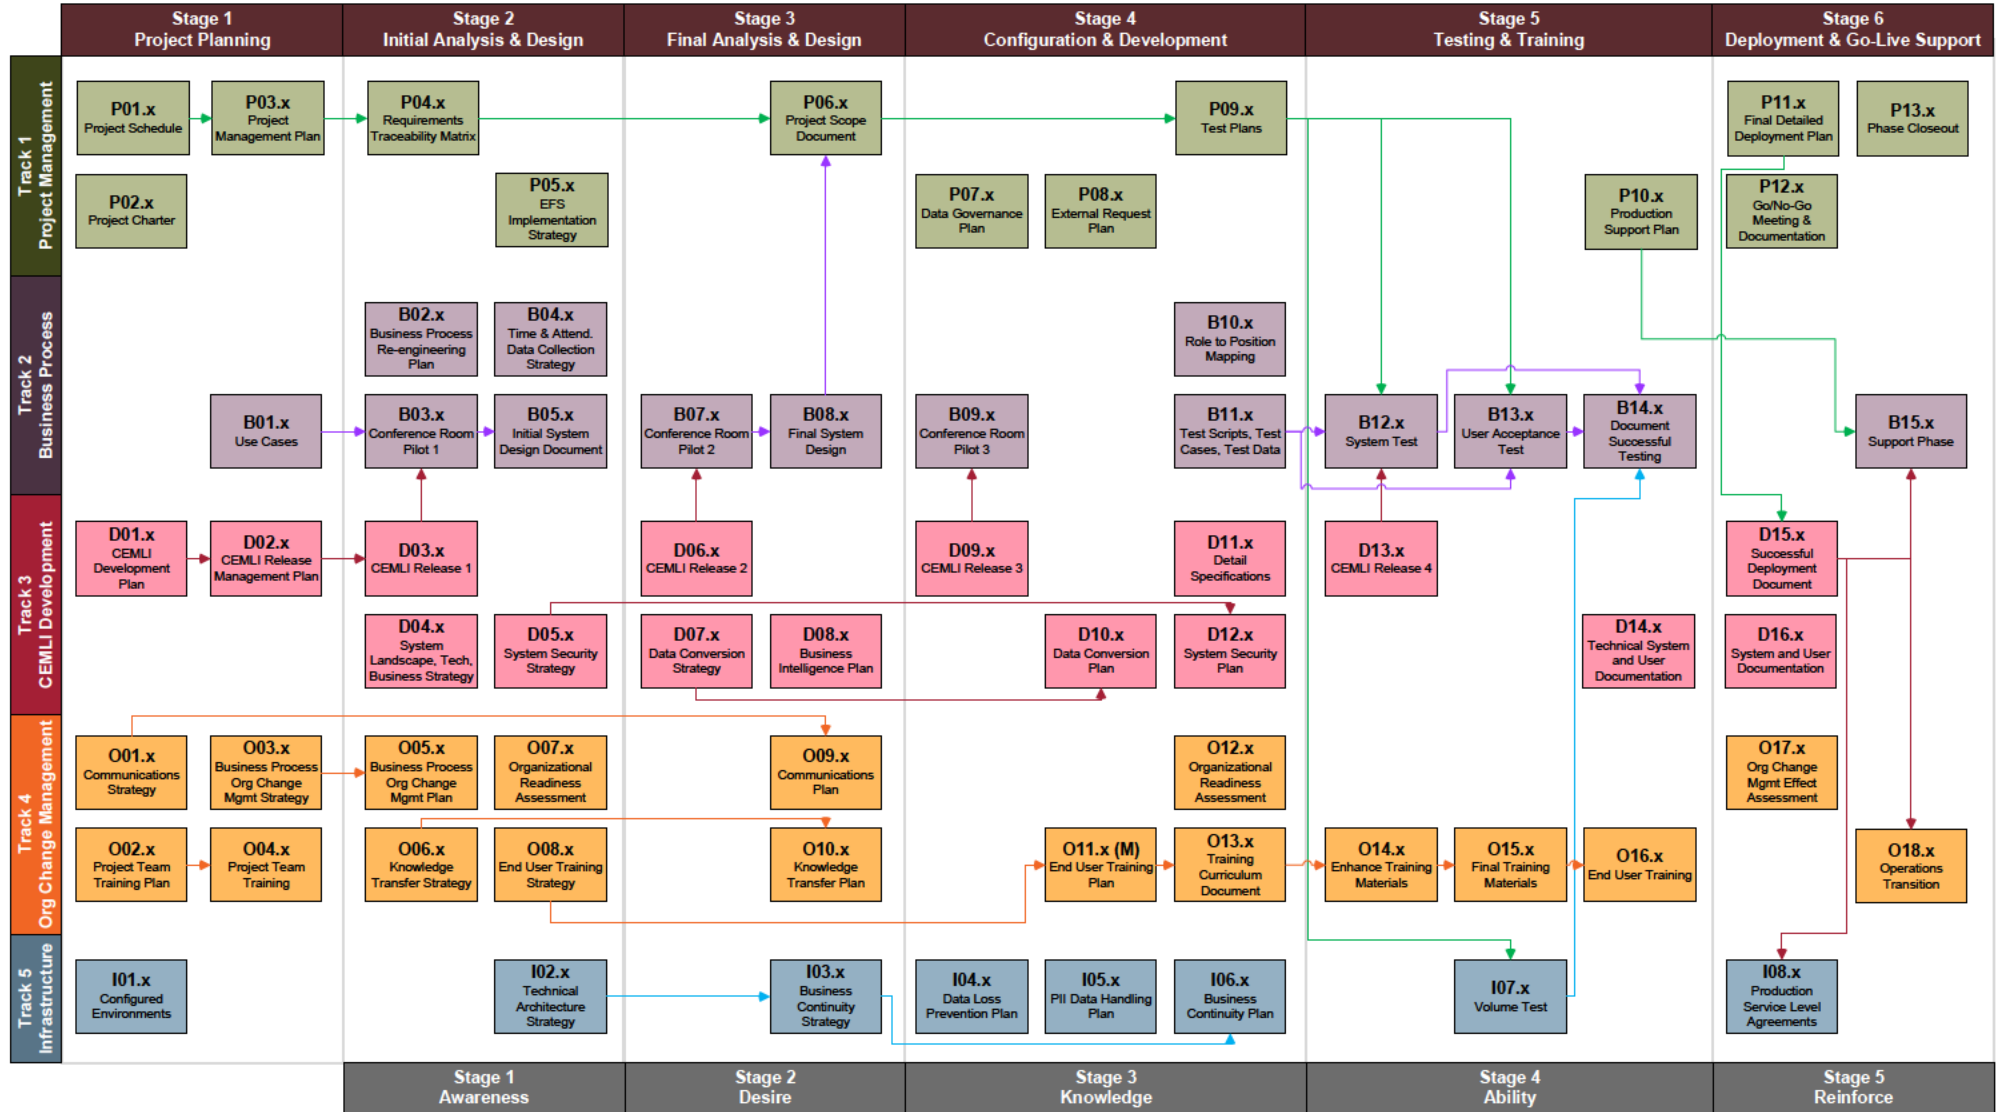 Stage 1
Project Planning
Stage 2
Initial Analysis & Design
Stage 3
Final Analysis & Design
Stage 4
Configuration & Development
Stage 5
Testing & Training
Stage 6
Deployment & Go-Live Support
Track 1
Project Management
P01.x
Project Schedule
P03.x
Project
Management Plan
P04.x
Requirements
Traceability Matrix
P06.x
Project Scope
Document
P09.x
Test Plans
P11.x
Final Detailed
Deployment Plan
P13.x
Phase Closeout
P02.x
Project Charter
P05.x
EFS
Implementation
Strategy
P07.x
Data Governance
Plan
P08.x
External Request
Plan
P10.x
Production
Support Plan
P12.x
Go/No-Go
Meeting &
Documentation
Track 2
Business Process
B02.x
Business Process
Re-engineering
Plan
B04.x
Time & Attend.
Data Collection
Strategy
B10.x
Role to Position
Mapping
B01.x
Use Cases
B03.x
Conference Room
Pilot 1
B05.x
Initial System
Design Document
B07.x
Conference Room
Pilot 2
B08.x
Final System
Design
B09.x
Conference Room
Pilot 3
B11.x
Test Scripts, Test
Cases, Test Data
B12.x
System Test
B13.x
User Acceptance
Test
B14.x
Document
Successful
Testing
B15.x
Support Phase
Track 3
CEMLI Development
D01.x
CEMLI
Development
Plan
D02.x
CEMLI Release
Management Plan
D03.x
CEMLI Release 1
D06.x
CEMLI Release 2
D09.x
CEMLI Release 3
D11.x
Detail
Specifications
D13.x
CEMLI Release 4
D15.x
Successful
Deployment
Document
D04.x
System
Landscape, Tech,
Business Strategy
D05.x
System Security
Strategy
D07.x
Data Conversion
Strategy
D08.x
Business
Intelligence Plan
D10.x
Data Conversion
Plan
D12.x
System Security
Plan
D14.x
Technical System
and User
Documentation
D16.x
System and User
Documentation
Track 4
Org Change Management
O01.x
Communications
Strategy
O03.x
Business Process
Org Change
Mgmt Strategy
O05.x
Business Process
Org Change
Mgmt Plan
O07.x
Organizational
Readiness
Assessment
O09.x
Communications
Plan
O12.x
Organizational
Readiness
Assessment
O17.x
Org Change
Mgmt Effect
Assessment
O02.x
Project Team
Training Plan
O04.x
Project Team
Training
O06.x
Knowledge
Transfer Strategy
O08.x
End User Training
Strategy
O10.x
Knowledge
Transfer Plan
O11.x (M)
End User Training
Plan
O13.x
Training
Curriculum
Document
O14.x
Enhance Training
Materials
O15.x
Final Training
Materials
O16.x
End User Training
O18.x
Operations
Transition
Track 5
Infrastructure
I01.x
Configured
Environments
I02.x
Technical
Architecture
Strategy
I03.x
Business
Continuity
Strategy
I04.x
Data Loss
Prevention Plan
I05.x
PII Data Handling
Plan
I06.x
Business
Continuity Plan
I07.x
Volume Test
I08.x
Production
Service Level
Agreements
Stage 1
Awareness
Stage 2
Desire
Stage 3
Knowledge
Stage 4
Ability
Stage 5
Reinforce